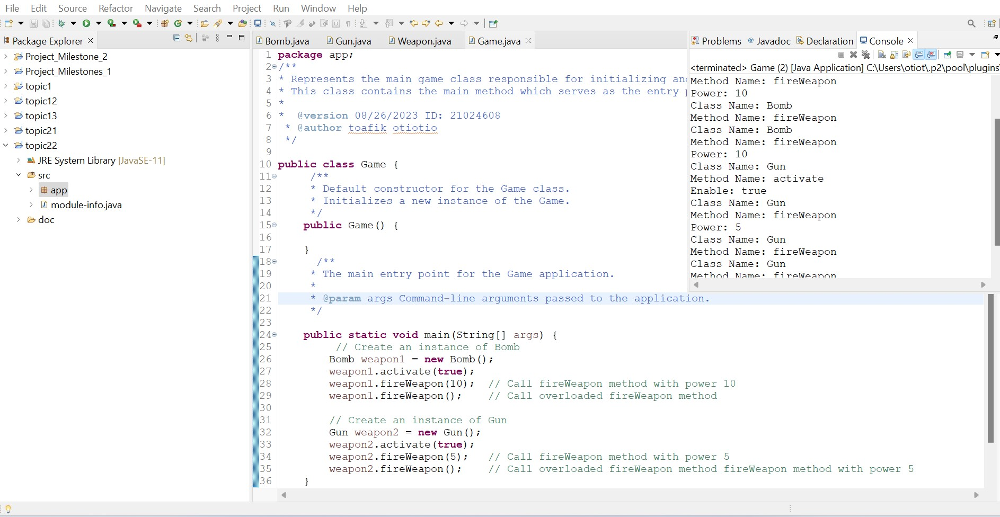 File Edit Source Refactor Navigate Search Project Run Window Help
Package Explorer
Project_Milestone_2
Project_Milestones_1
topic1
topic12
topic13
topic21
topic22
JRE System Library [JavaSE-11]
src
app
module-info.java
doc
Bomb.java Gun.java Weapon.java Game.java
1 package app;
2 /**
3 * Represents the main game class responsible for initializing an
4 * This class contains the main method which serves as the entry
5 *
6 * @version 08/26/2023 ID: 21024608
7 * @author toafik otiotio
8 */
9
10 public class Game {
11 /**
12 * Default constructor for the Game class.
13 * Initializes a new instance of the Game.
14 */
15 public Game() {
16
17 }
18 /**
19 * The main entry point for the Game application.
20 *
21 * @param args Command-line arguments passed to the application.
22 */
23
24 public static void main(String[] args) {
25 // Create an instance of Bomb
26 Bomb weapon1 = new Bomb();
27 weapon1.activate(true);
28 weapon1.fireWeapon(10); // Call fireWeapon method with power 10
29 weapon1.fireWeapon(); // Call overloaded fireWeapon method
30
31 // Create an instance of Gun
32 Gun weapon2 = new Gun();
33 weapon2.activate(true);
34 weapon2.fireWeapon(5); // Call fireWeapon method with power 5
35 weapon2.fireWeapon(); // Call overloaded fireWeapon method fireWeapon method with power 5
36 }
Problems @ Javadoc Declaration Console
<terminated> Game (2) [Java Application] C:\Users\otiot\.p2\pool\plugins\
Method Name: fireWeapon
Power: 10
Class Name: Bomb
Method Name: fireWeapon
Class Name: Bomb
Method Name: fireWeapon
Power: 10
Class Name: Gun
Method Name: activate
Enable: true
Class Name: Gun
Method Name: fireWeapon
Power: 5
Class Name: Gun
Method Name: fireWeapon
Class Name: Gun
Method Name: fireWeapon